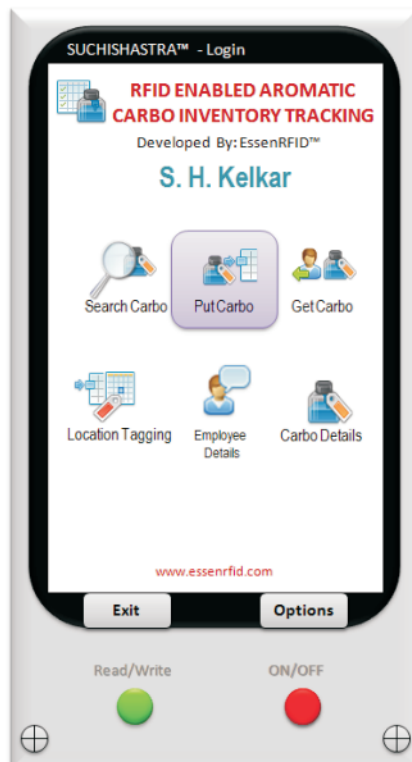 SUCHISHASTRA™ - Login
RFID ENABLED AROMATIC
CARBO INVENTORY TRACKING
Developed By: EssenRFID™
S. H. Kelkar
Search Carbo
Put Carbo
Get Carbo
Location Tagging
Employee
Details
Carbo Details
www.essenrfid.com
Exit
Options
Read/Write
ON/OFF